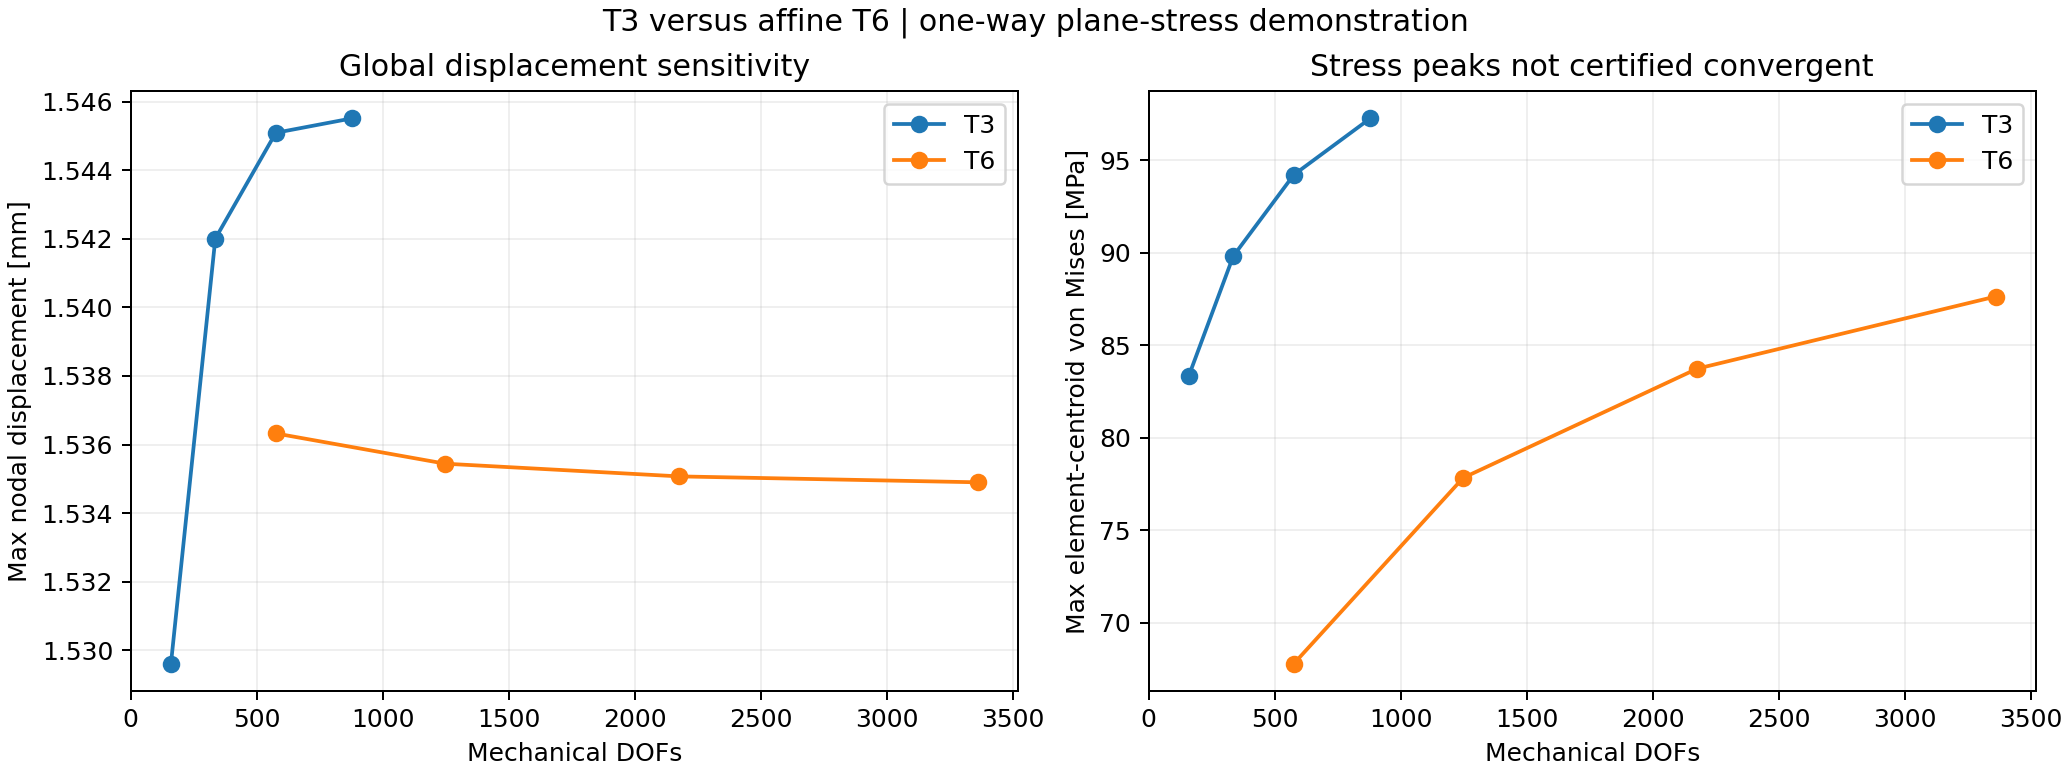 T3 versus affine T6 | one-way plane-stress demonstration
Global displacement sensitivity
Max nodal displacement [mm]
1.546
1.544
1.542
1.540
1.538
1.536
1.534
1.532
1.530
T3
T6
0 500 1000 1500 2000 2500 3000 3500
Mechanical DOFs
Stress peaks not certified convergent
Max element-centroid von Mises [MPa]
95
90
85
80
75
70
T3
T6
0 500 1000 1500 2000 2500 3000 3500
Mechanical DOFs